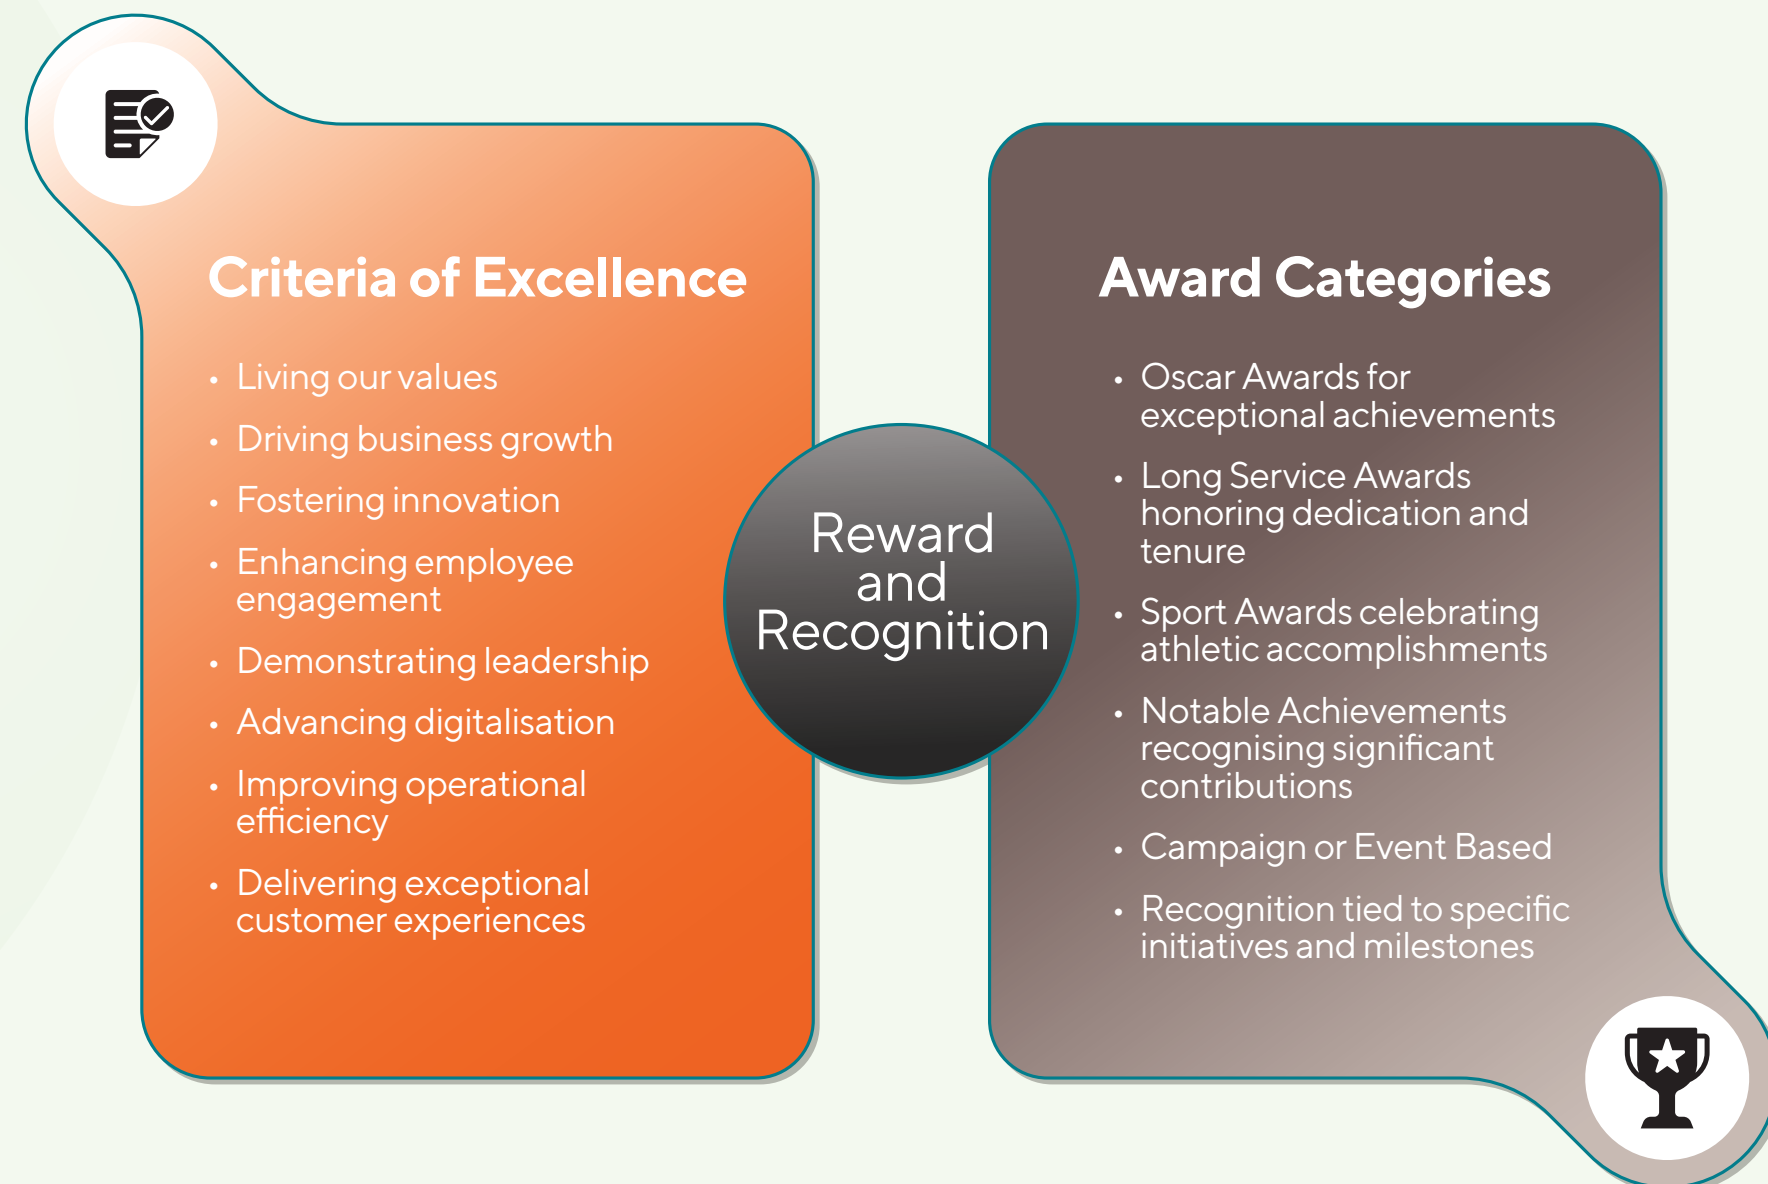 Criteria of Excellence
• Living our values
• Driving business growth
• Fostering innovation
• Enhancing employee
engagement
• Demonstrating leadership
• Advancing digitalisation
• Improving operational
efficiency
• Delivering exceptional
customer experiences
Reward
and
Recognition
Award Categories
• Oscar Awards for
exceptional achievements
• Long Service Awards
honoring dedication and
tenure
• Sport Awards celebrating
athletic accomplishments
• Notable Achievements
recognising significant
contributions
• Campaign or Event Based
• Recognition tied to specific
initiatives and milestones